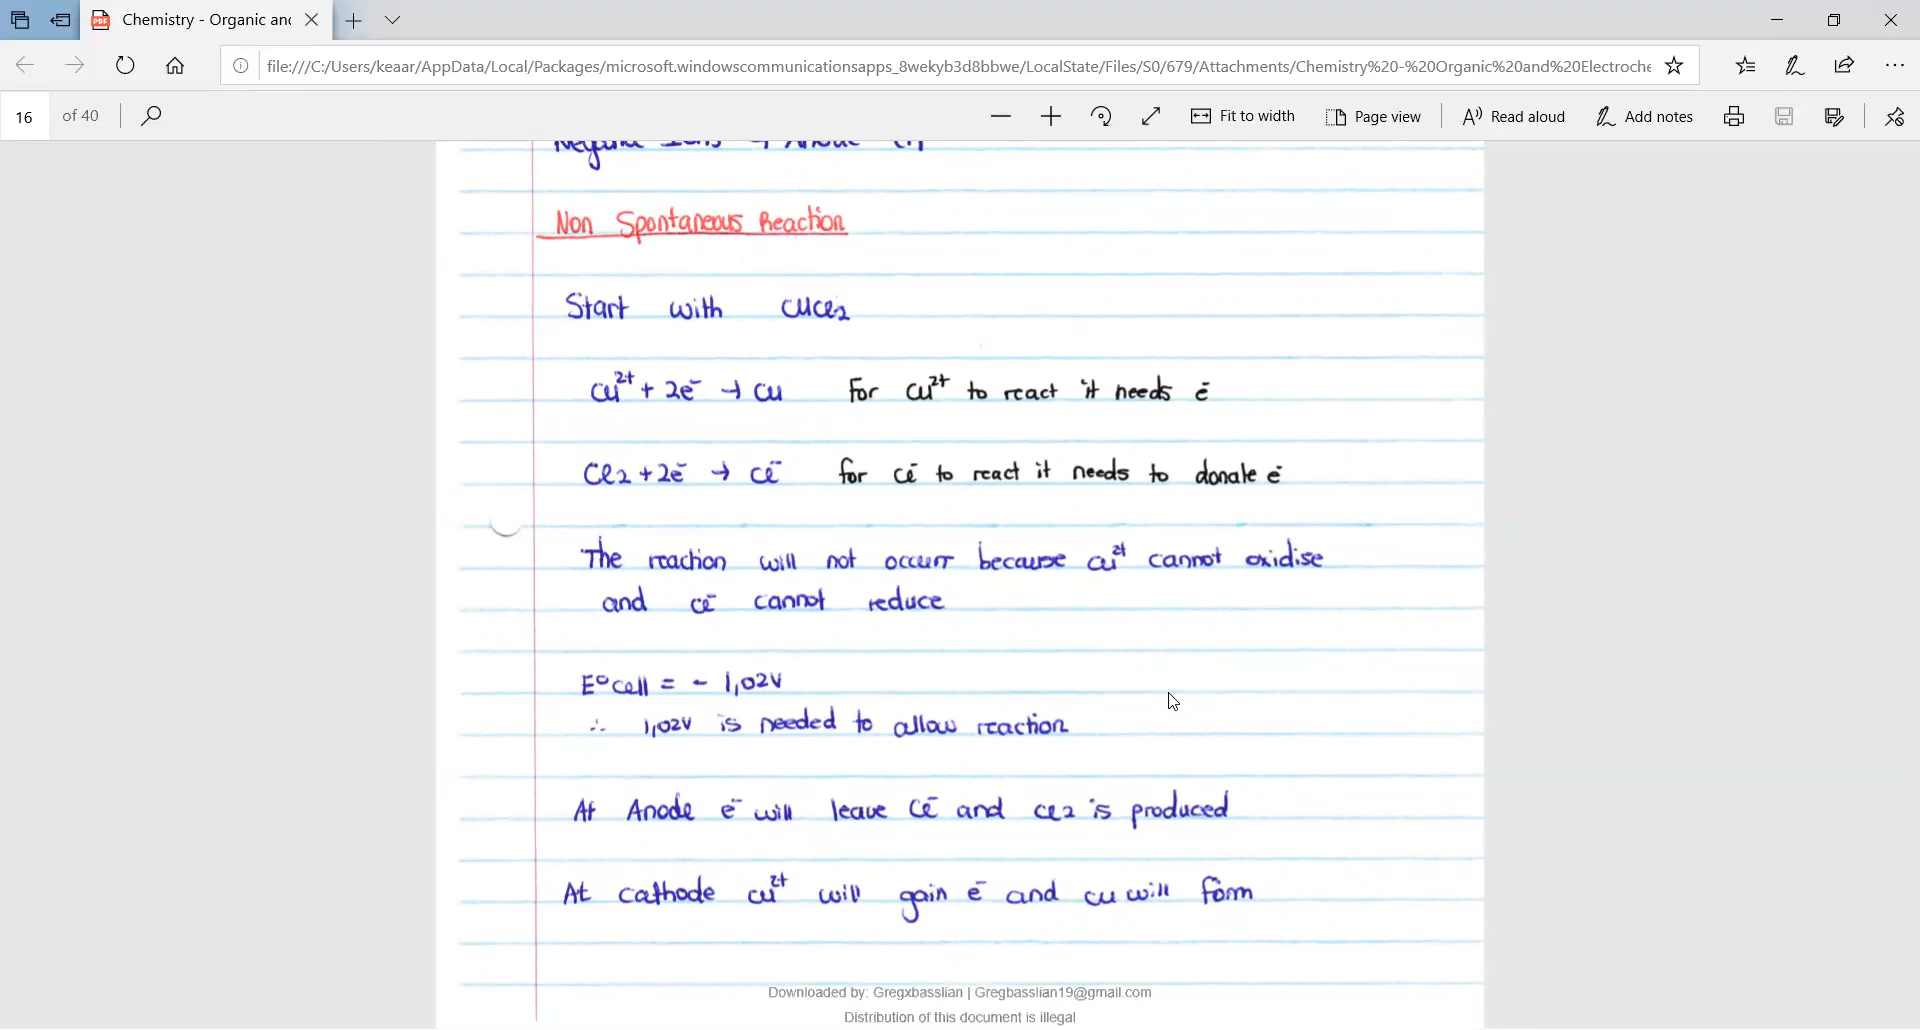 Chemistry - Organic and
file:///C:/Users/keaar/AppData/Local/Packages/microsoft.windowscommunicationsapps_8wekyb3d8bbwe/LocalState/Files/S0/679/Attachments/Chemistry%20-%20Organic%20and%20Electroche
16 of 40 Fit to width Page view Read aloud Add notes
Negative Ions → Anode (+)
Non Spontaneous Reaction
Start with CuCl2
Cu²⁺ + 2e⁻ → Cu For Cu²⁺ to react it needs e⁻
Cl2 + 2e⁻ → Cl⁻ for Cl⁻ to react it needs to donate e⁻
The reaction will not occurr because Cu²⁺ cannot oxidise
and Cl⁻ cannot reduce
E°cell = - 1,02V
∴ 1,02V is needed to allow reaction
At Anode e⁻ will leave Cl⁻ and Cl2 is produced
At cathode Cu²⁺ will gain e⁻ and Cu will form
Downloaded by: Gregxbasslian | Gregbasslian19@gmail.com
Distribution of this document is illegal